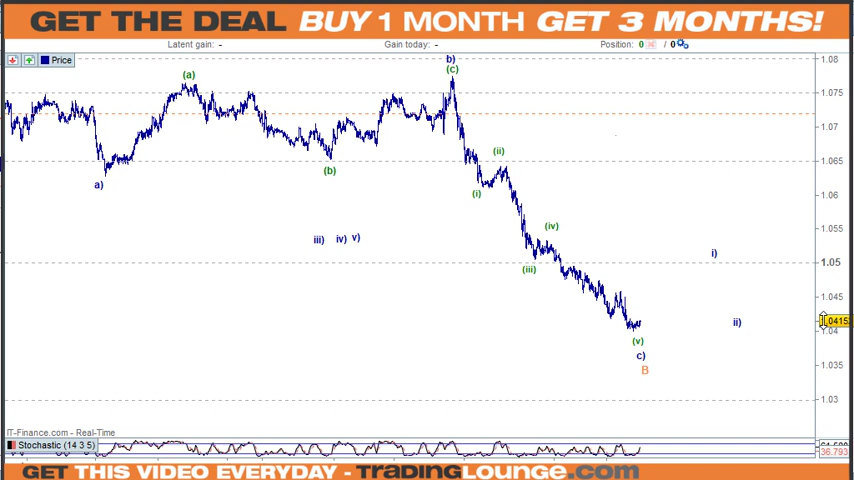 GET THE DEAL BUY 1 MONTH GET 3 MONTHS!
Latent gain: - Gain today: - Position: 0 / 0
Price
b)
(c)
(a)
1.08
1.075
1.07
1.065
1.06
1.055
1.05
1.045
1.0415
1.04
1.035
1.03
a)
(b)
(i)
(ii)
(iii)
(iv)
iii) iv) v)
i)
ii)
(v)
c)
B
IT-Finance.com - Real-Time
Stochastic (14 3 5)
36.793
GET THIS VIDEO EVERYDAY - TRADINGLOUNGE.COM